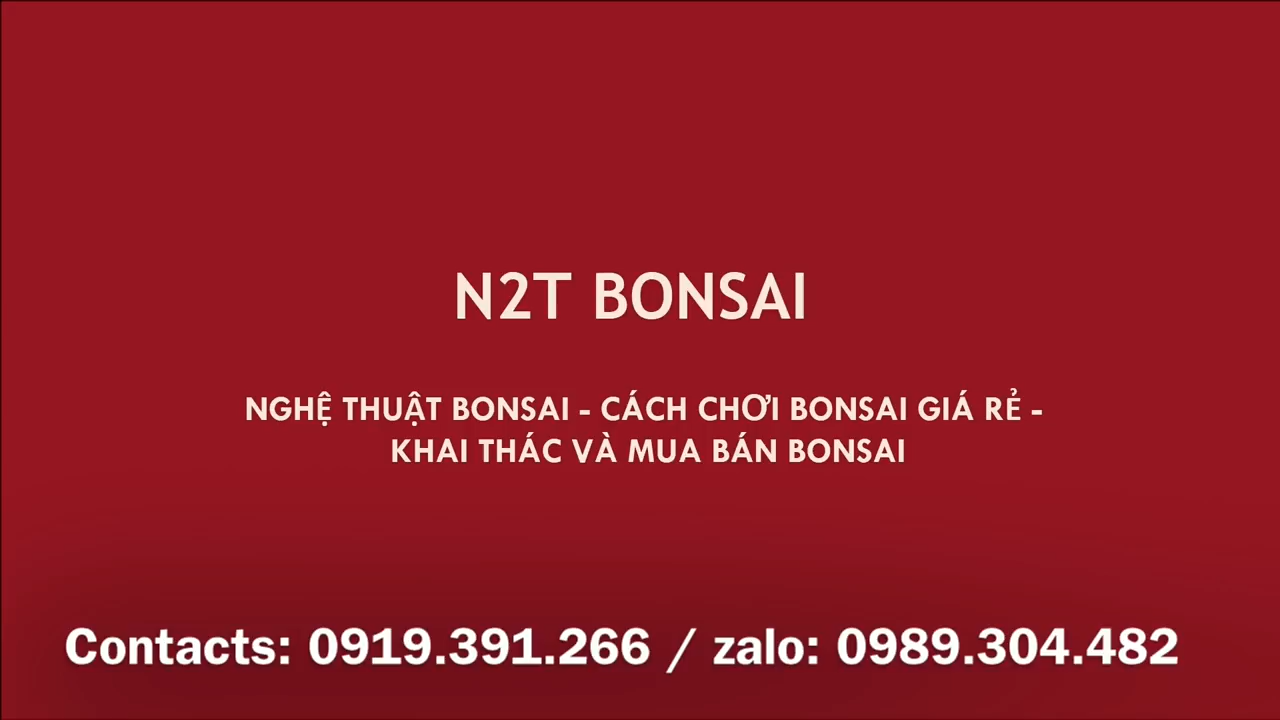 N2T BONSAI
NGHỆ THUẬT BONSAI - CÁCH CHƠI BONSAI GIÁ RẺ -
KHAI THÁC VÀ MUA BÁN BONSAI
Contacts: 0919.391.266 / zalo: 0989.304.482